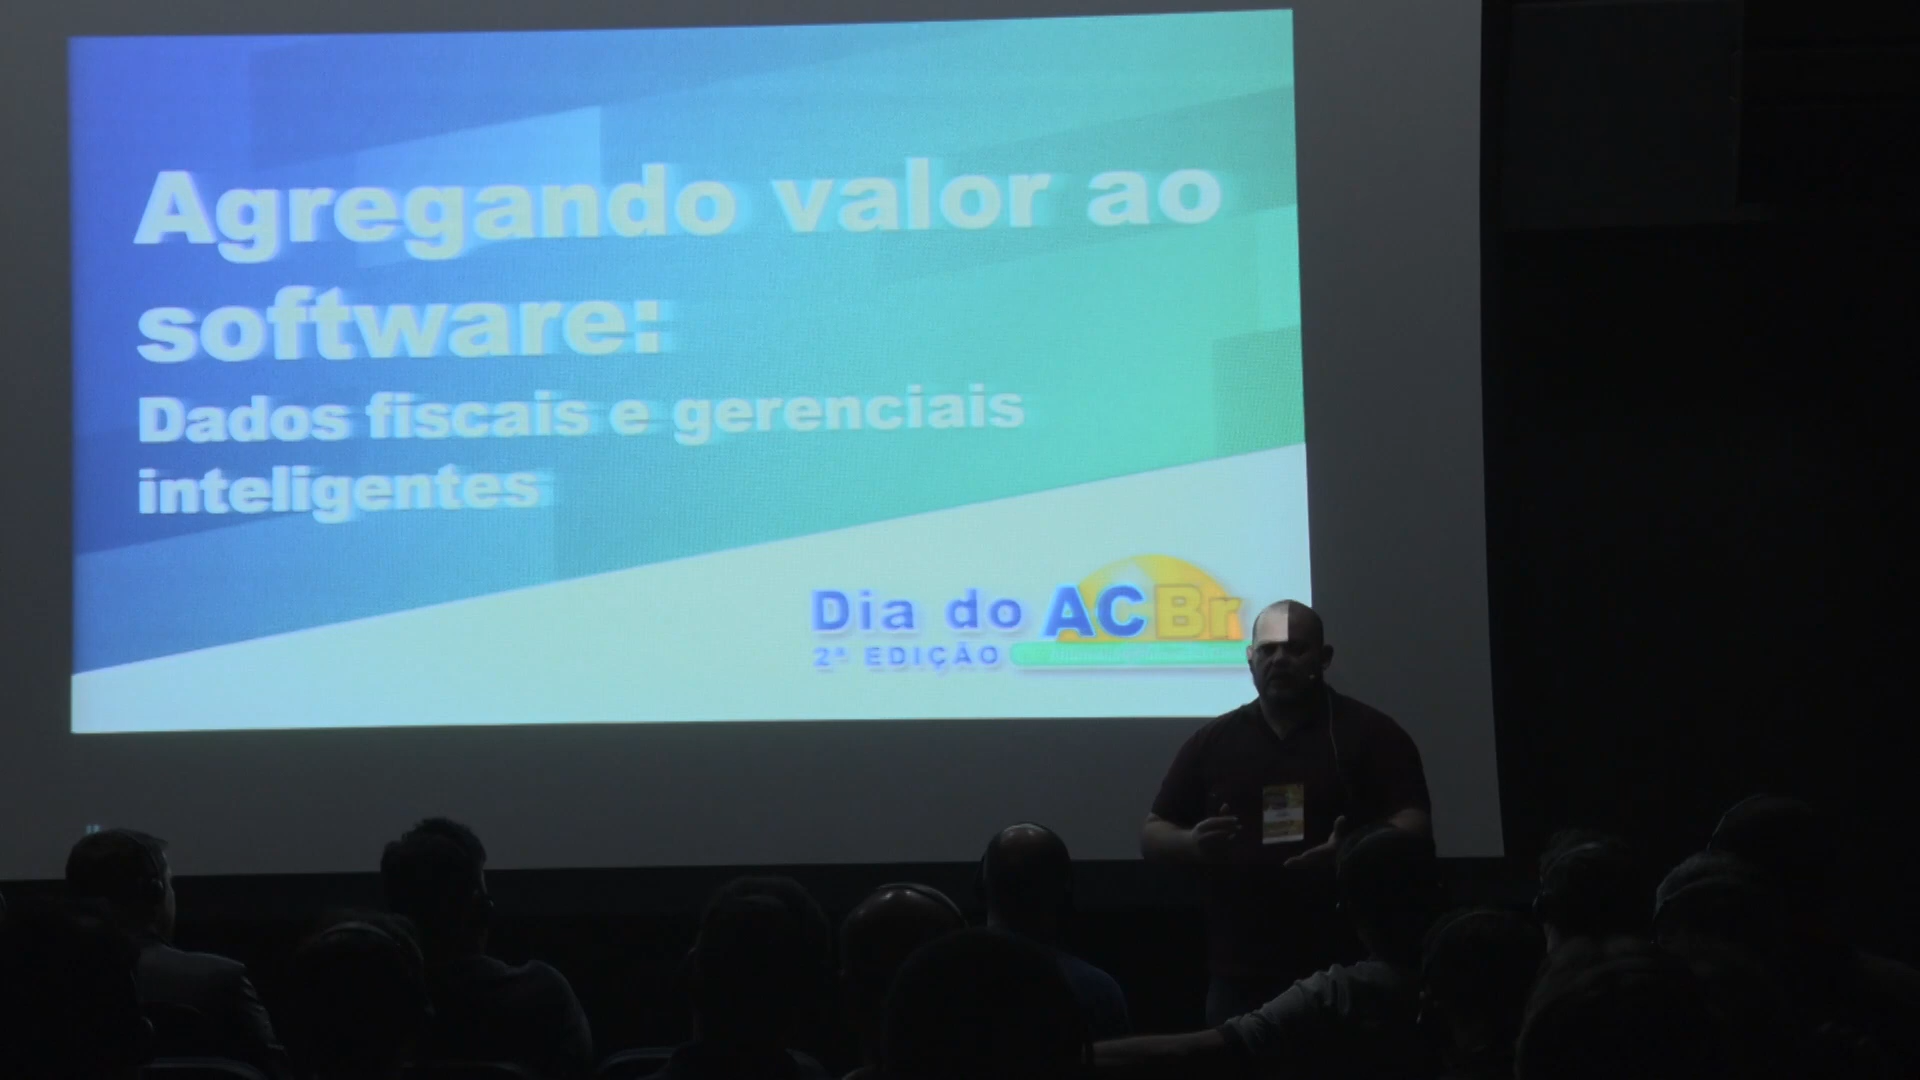 Agregando valor ao
software:
Dados fiscais e gerenciais
inteligentes
Dia do ACBr
2ª EDIÇÃO